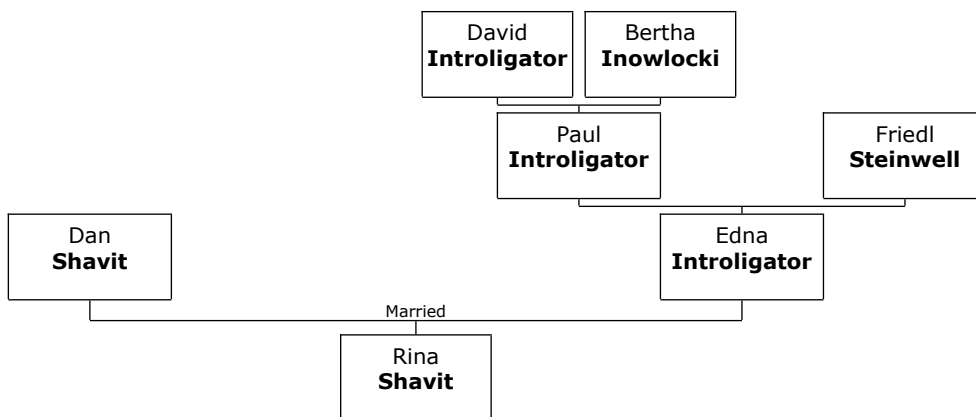 David
Introligator
Bertha
Inowlocki
Paul
Introligator
Friedl
Steinwell
Dan
Shavit
Edna
Introligator
Married
Rina
Shavit